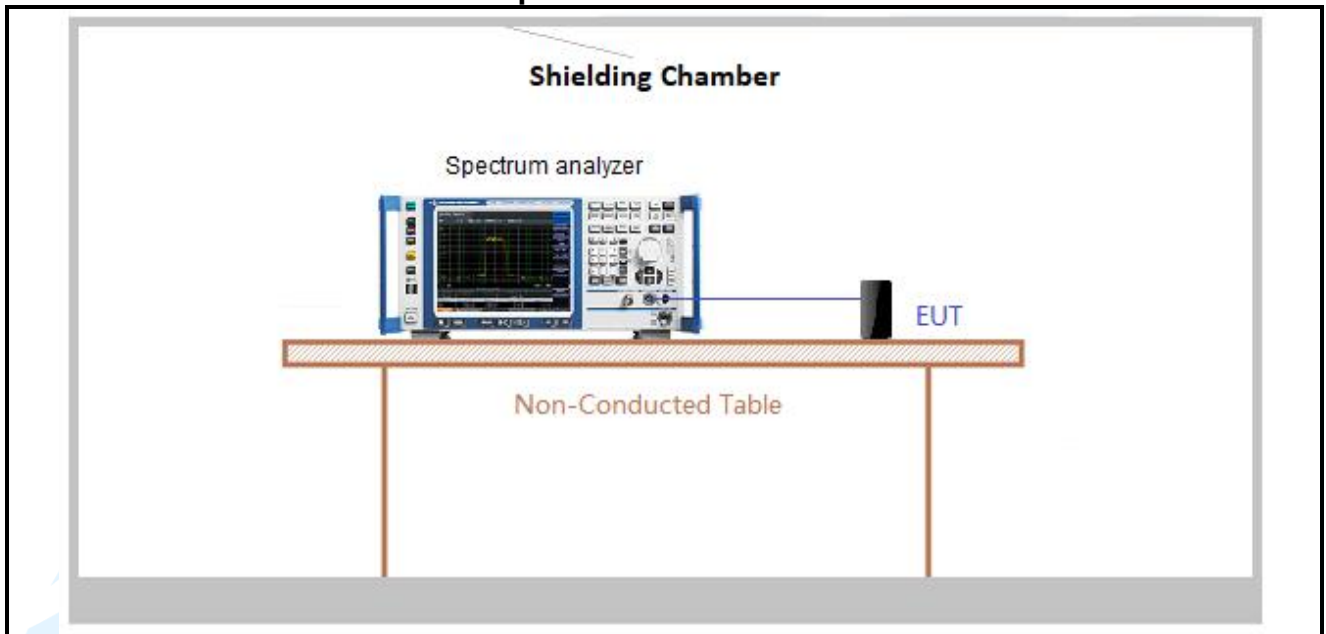 Shielding Chamber
Spectrum analyzer
EUT
Non-Conducted Table